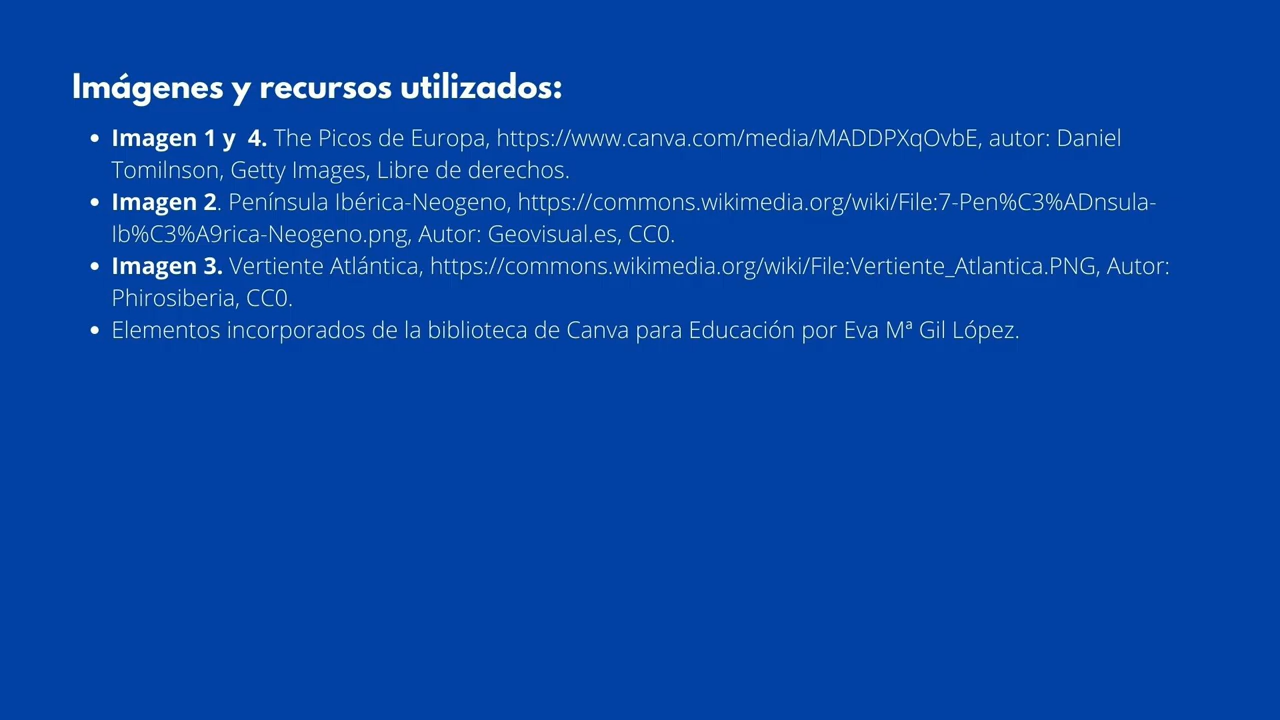 Imágenes y recursos utilizados:
• Imagen 1 y  4. The Picos de Europa, https://www.canva.com/media/MADDPXqOvbE, autor: Daniel
Tomilnson, Getty Images, Libre de derechos.
• Imagen 2. Península Ibérica-Neogeno, https://commons.wikimedia.org/wiki/File:7-Pen%C3%ADnsula-
Ib%C3%A9rica-Neogeno.png, Autor: Geovisual.es, CC0.
• Imagen 3. Vertiente Atlántica, https://commons.wikimedia.org/wiki/File:Vertiente_Atlantica.PNG, Autor:
Phirosiberia, CC0.
• Elementos incorporados de la biblioteca de Canva para Educación por Eva Mª Gil López.